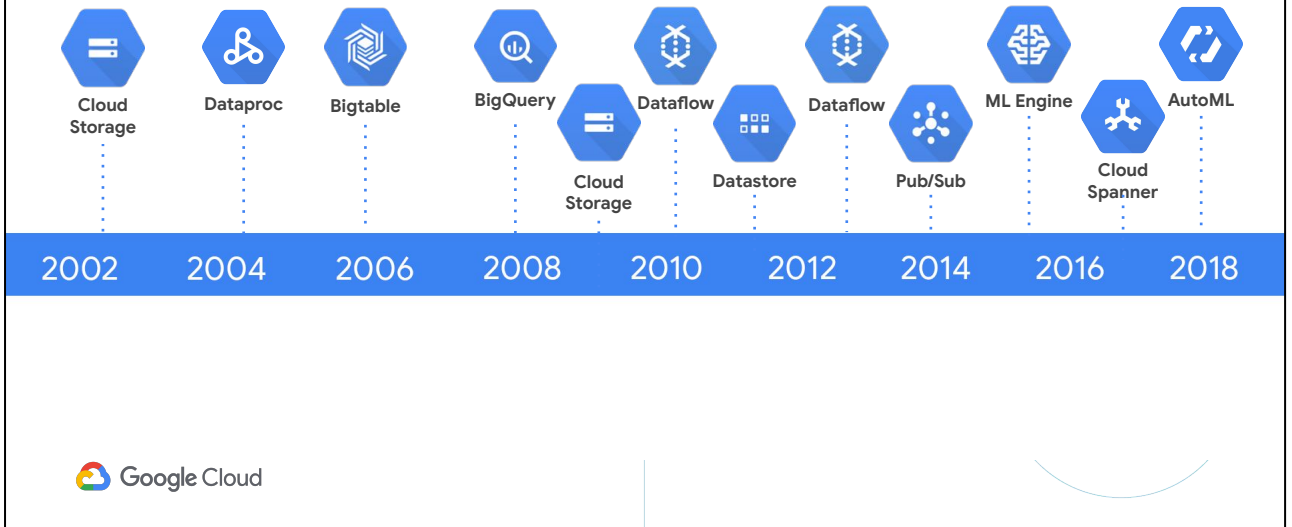 Cloud
Storage
Dataproc
Bigtable
BigQuery
Cloud
Storage
Dataflow
Datastore
Dataflow
Pub/Sub
ML Engine
Cloud
Spanner
AutoML
2002 2004 2006 2008 2010 2012 2014 2016 2018
Google Cloud